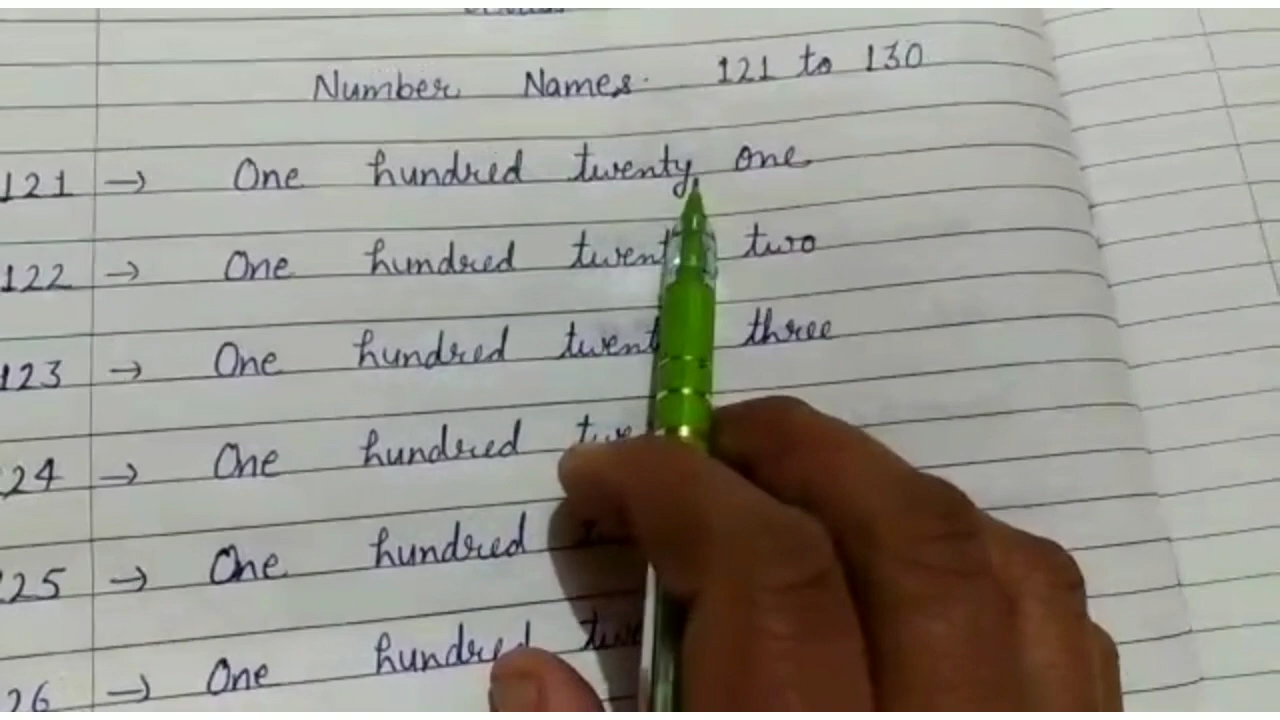 Number Names. 121 to 130
121 → One hundred twenty one
122 → One hundred two
123 → One hundred three
24 → One hundred
25 → One hundred
26 → One hundred